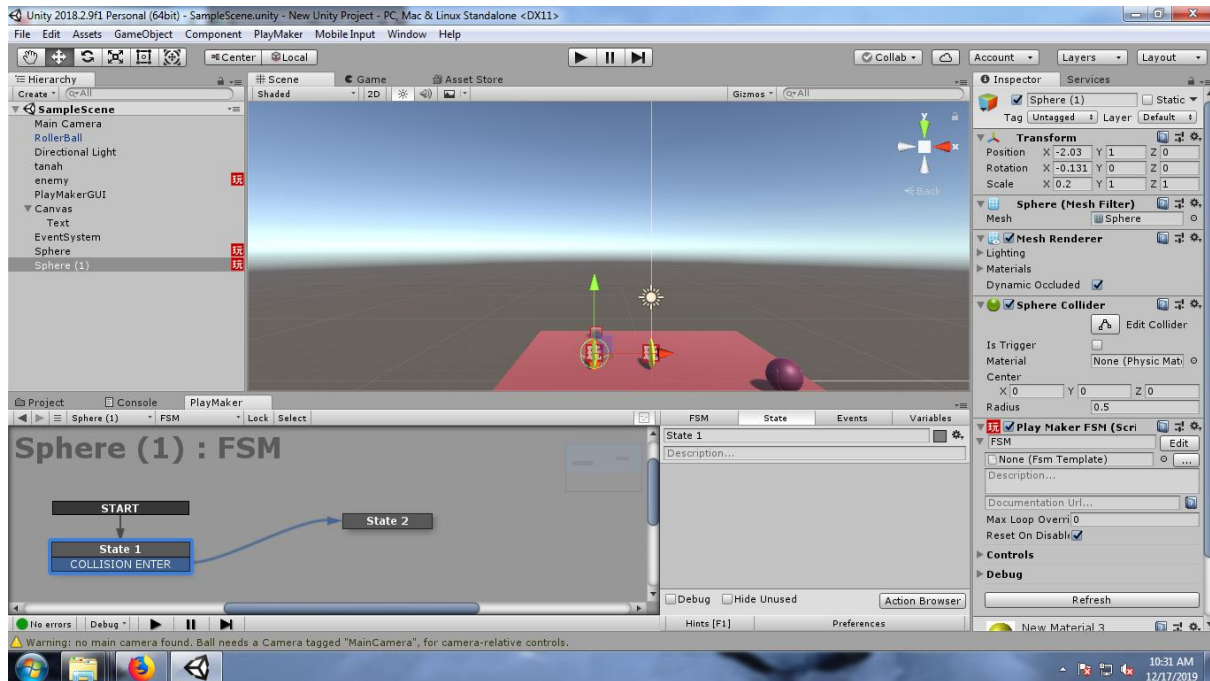 Unity 2018.2.9f1 Personal (64bit) - SampleScene.unity - New Unity Project - PC, Mac & Linux Standalone <DX11>
File Edit Assets GameObject Component PlayMaker MobileInput Window Help
Center Local Collab Account Layers Layout
Hierarchy
Create All
SampleScene
Main Camera
RollerBall
Directional Light
tanah
enemy 玩
PlayMakerGUI
Canvas
Text
EventSystem
Sphere 玩
Sphere (1) 玩
Scene Game Asset Store
Shaded 2D Gizmos All
y
x
Back
Inspector Services
Sphere (1) Static
Tag Untagged Layer Default
Transform
Position X -2.03 Y 1 Z 0
Rotation X -0.131 Y 0 Z 0
Scale X 0.2 Y 1 Z 1
Sphere (Mesh Filter)
Mesh Sphere
Mesh Renderer
Lighting
Materials
Dynamic Occluded
Sphere Collider
Edit Collider
Is Trigger
Material None (Physic Mat
Center
X 0 Y 0 Z 0
Radius 0.5
玩 Play Maker FSM (Scri
FSM Edit
None (Fsm Template) ...
Description...
Documentation Url...
Max Loop Overri 0
Reset On Disabl
Controls
Debug
Refresh
New Material 3
Project Console PlayMaker
Sphere (1) FSM Lock Select
Sphere (1) : FSM
START
State 1
COLLISION ENTER
State 2
FSM State Events Variables
State 1
Description...
Debug Hide Unused Action Browser
No errors Debug Hints [F1] Preferences
Warning: no main camera found. Ball needs a Camera tagged "MainCamera", for camera-relative controls.
10:31 AM
12/17/2019